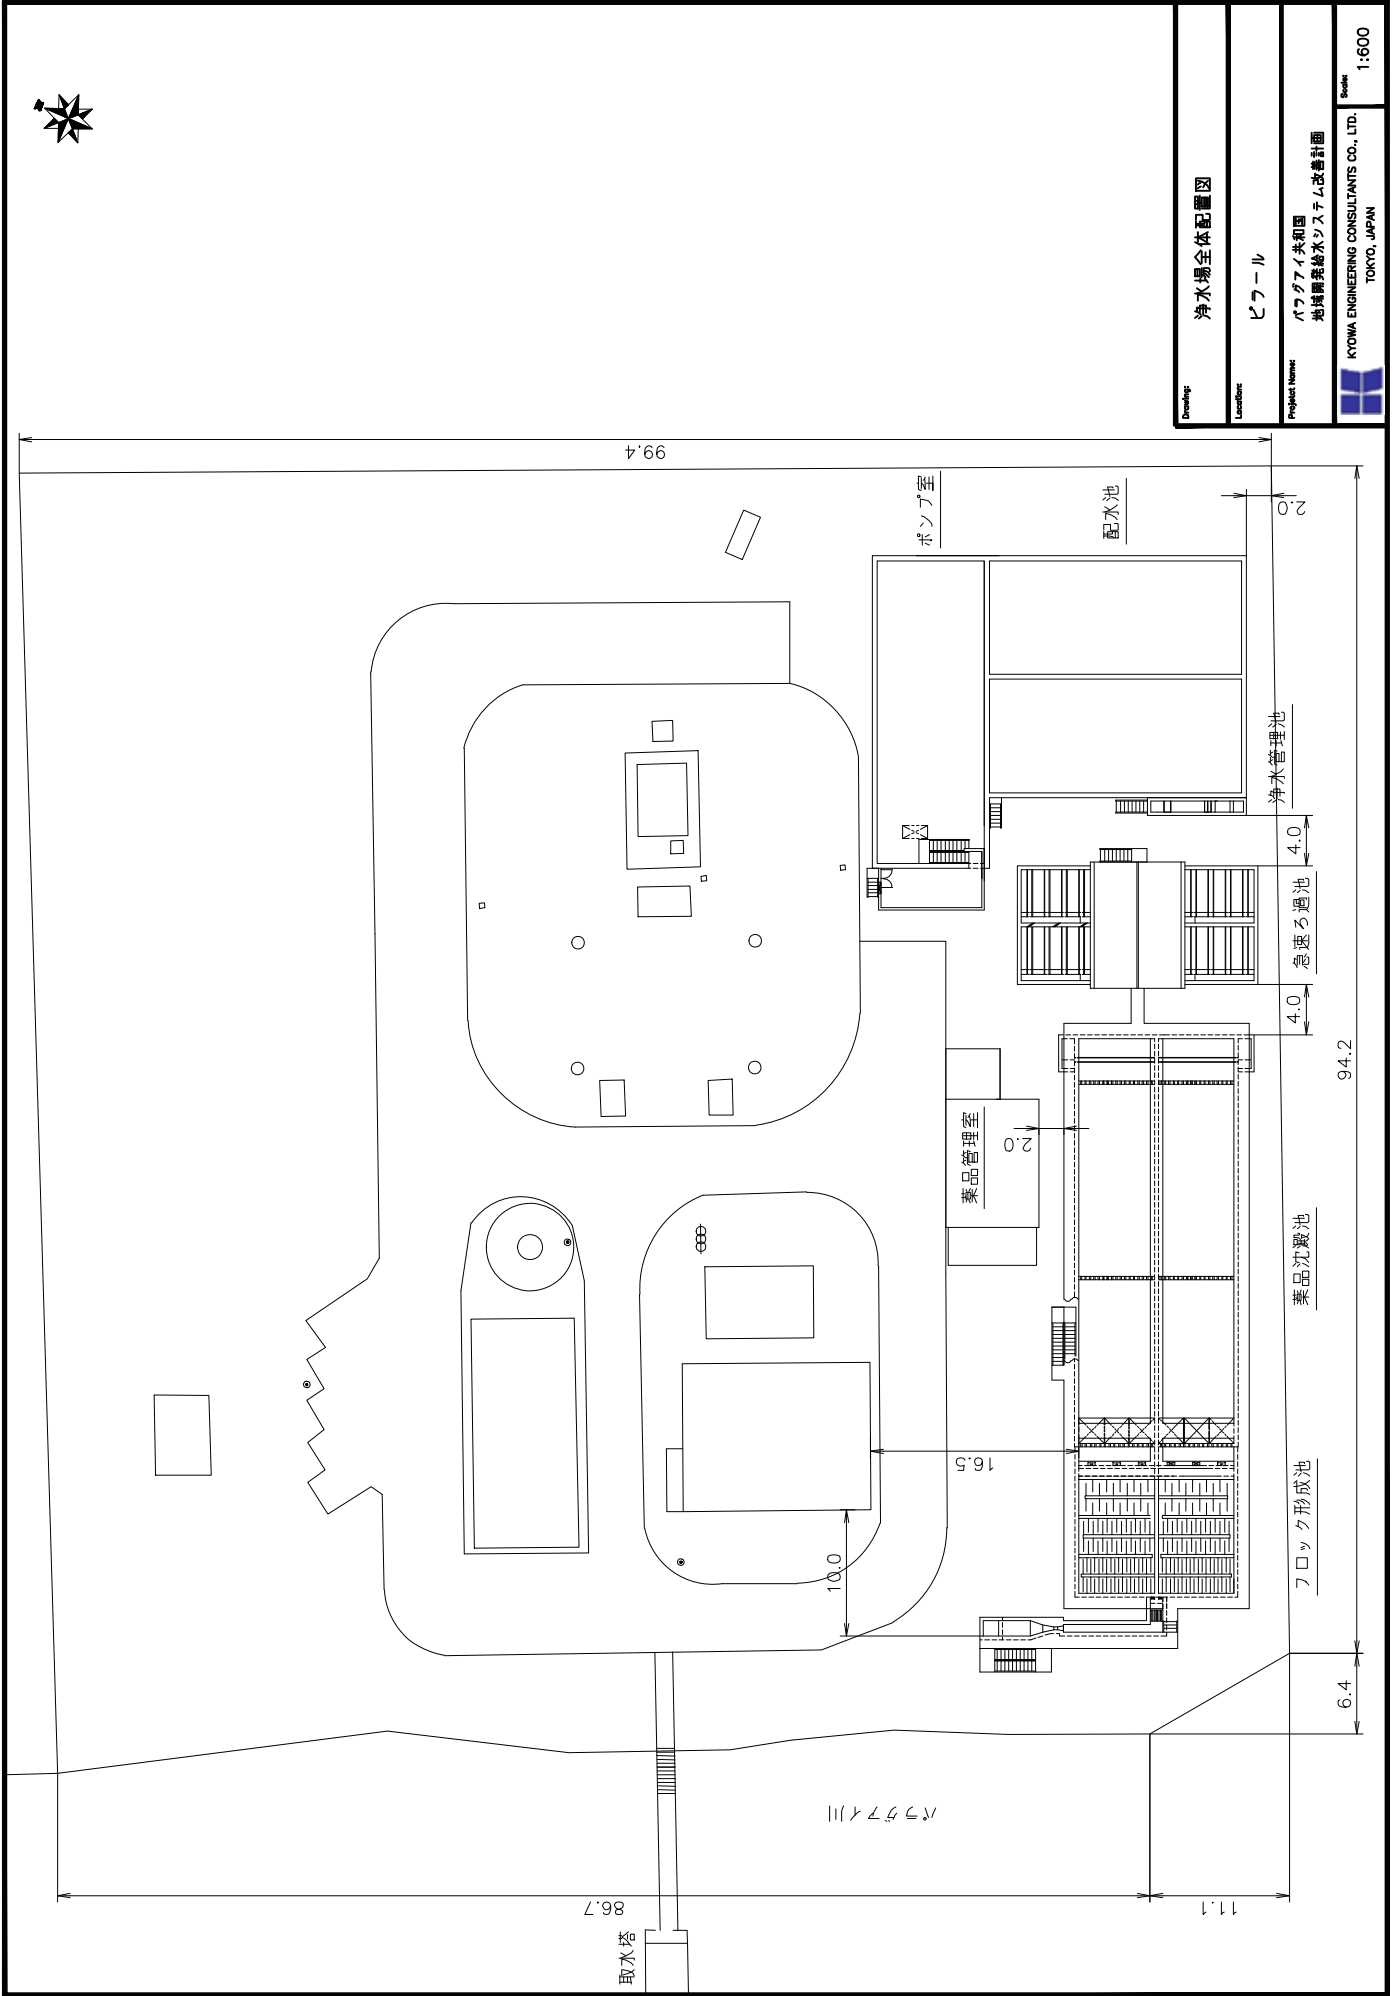 Drawing:
浄水場全体配置図
Location:
ピラール
Projelct Name:
パラグアイ共和国
地域開発給水システム改善計画
KYOWA ENGINEERING CONSULTANTS CO., LTD.
TOKYO, JAPAN
Scale:
1:600
99.4
ポンプ室
配水池
2.0
浄水管理池
4.0
急速ろ過池
4.0
94.2
薬品管理室
2.0
薬品沈澱池
16.5
フロック形成池
10.0
6.4
パラグアイ川
86.7
11.1
取水塔